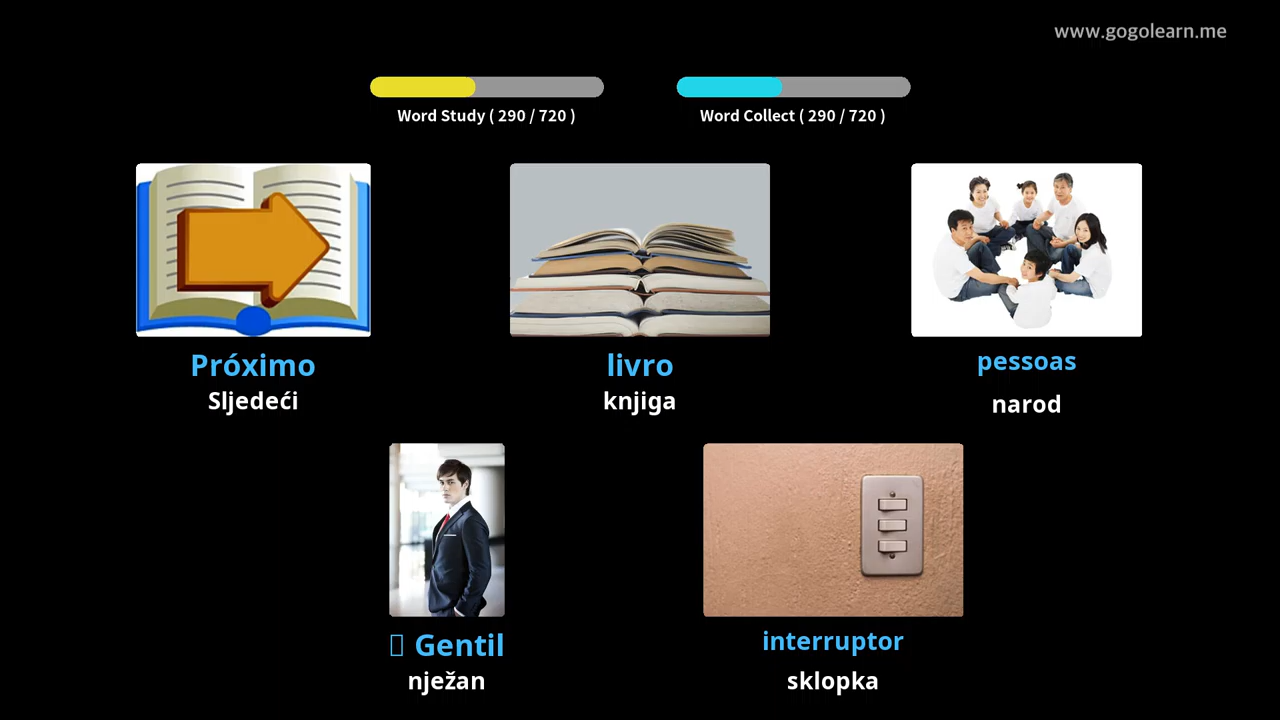 www.gogolearn.me
Word Study ( 290 / 720 )
Word Collect ( 290 / 720 )
Próximo
Sljedeći
livro
knjiga
pessoas
narod
Gentil
nježan
interruptor
sklopka